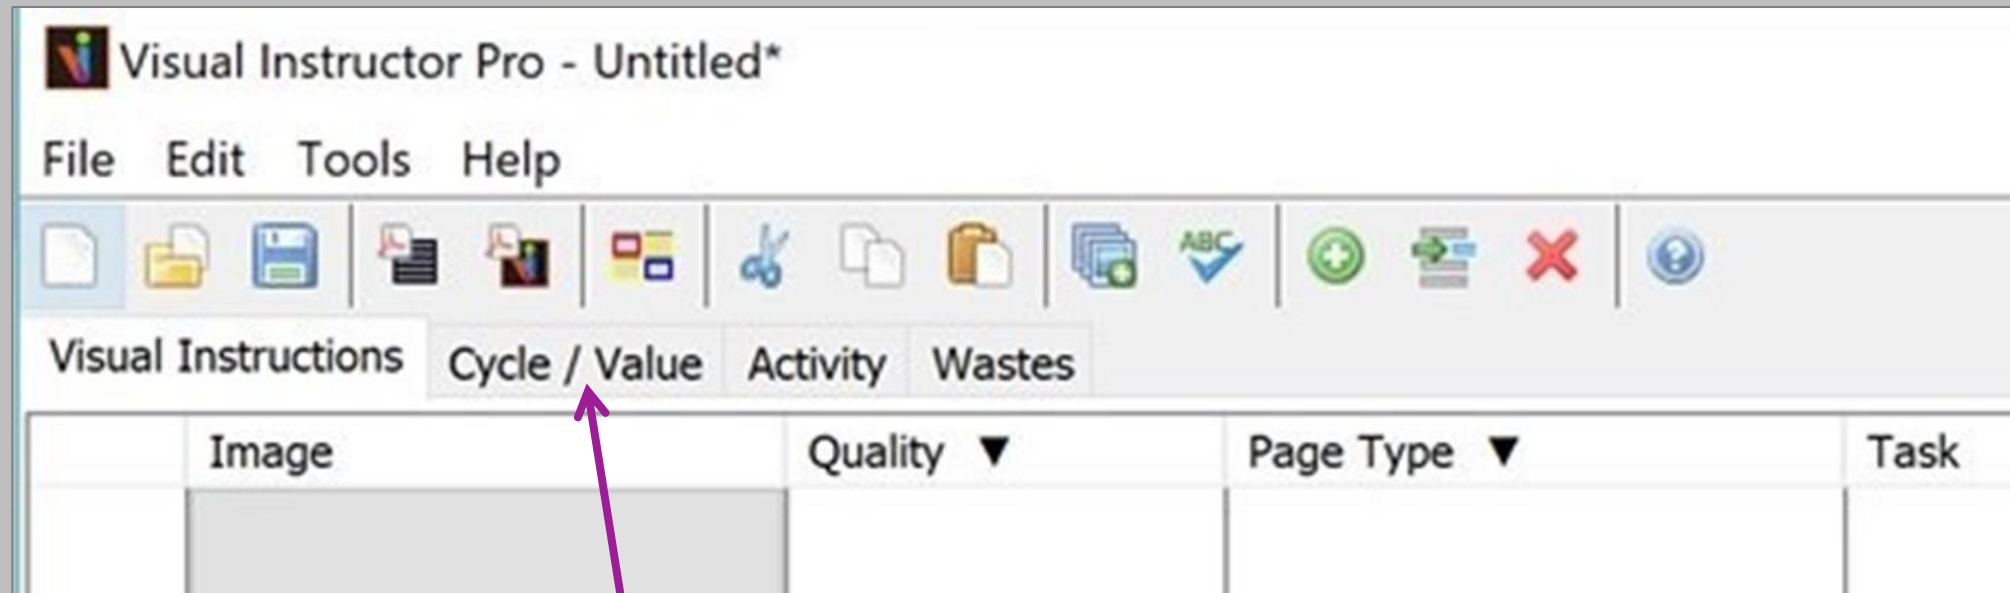 Visual Instructor Pro - Untitled*
File Edit Tools Help
ABC
Visual Instructions Cycle / Value Activity Wastes
Image Quality ▼ Page Type ▼ Task